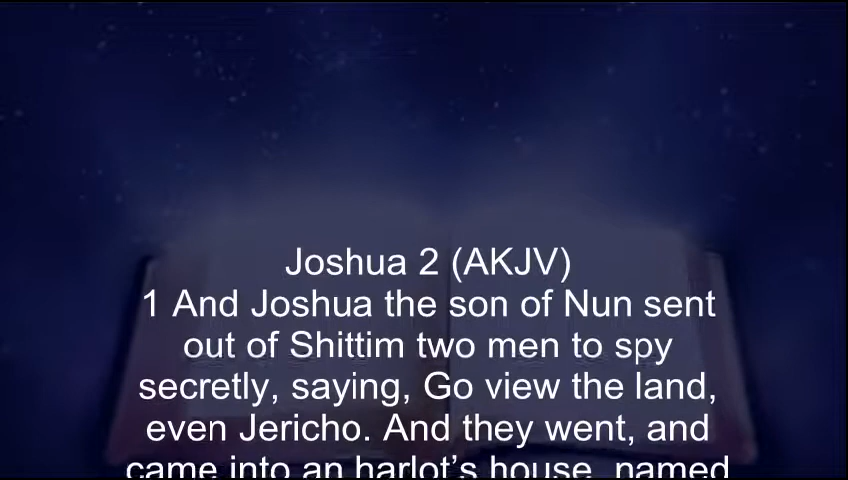 Joshua 2 (AKJV)
1 And Joshua the son of Nun sent
out of Shittim two men to spy
secretly, saying, Go view the land,
even Jericho. And they went, and
came into an harlot’s house, named